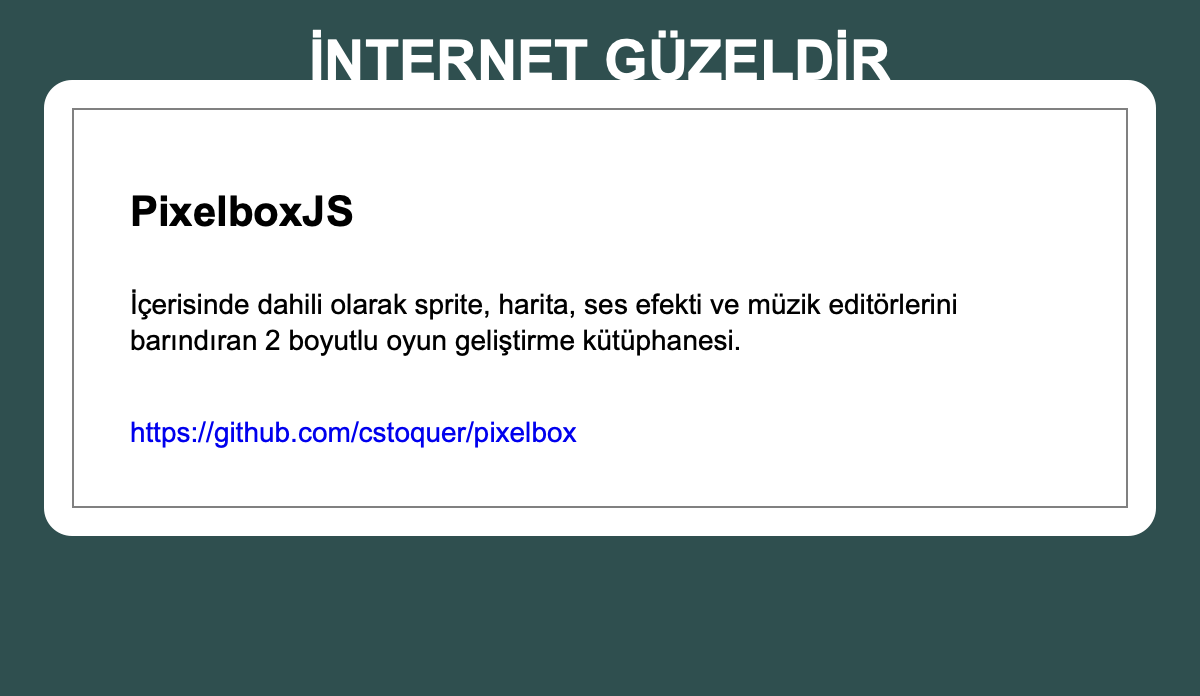 İNTERNET GÜZELDİR
PixelboxJS
İçerisinde dahili olarak sprite, harita, ses efekti ve müzik editörlerini
barındıran 2 boyutlu oyun geliştirme kütüphanesi.
https://github.com/cstoquer/pixelbox